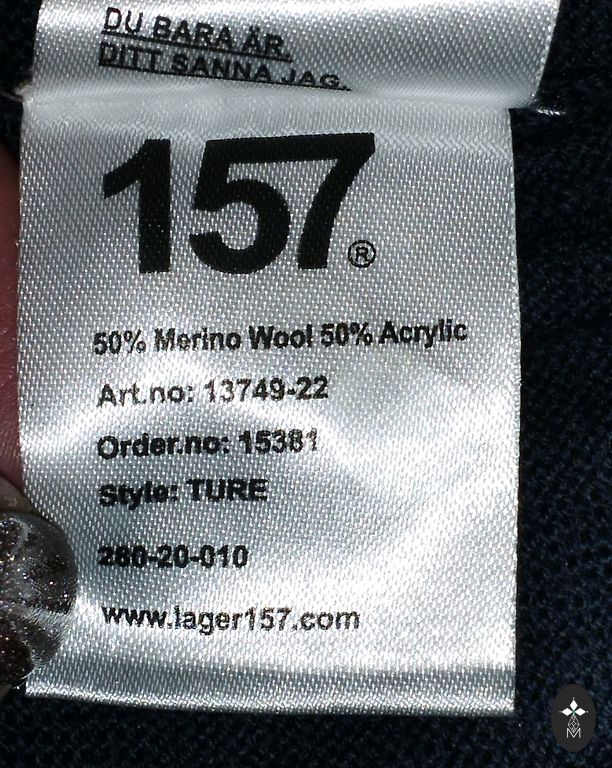 DU BARA ÄR.
DITT SANNA JAG.
157®
50% Merino Wool 50% Acrylic
Art.no: 13749-22
Order.no: 15381
Style: TURE
280-20-010
www.lager157.com
M